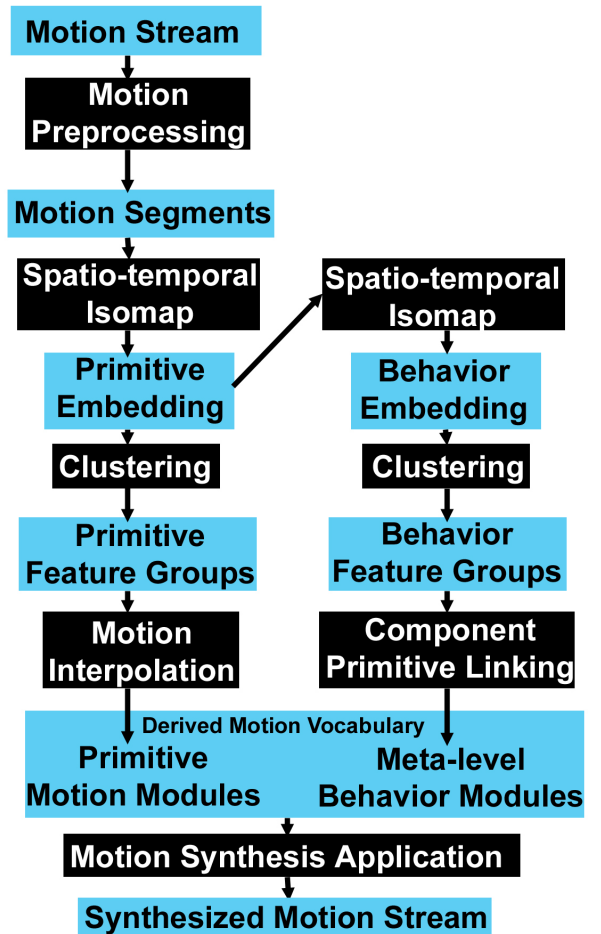 Motion Stream
Motion
Preprocessing
Motion Segments
Spatio-temporal
Isomap
Primitive
Embedding
Clustering
Primitive
Feature Groups
Motion
Interpolation
Spatio-temporal
Isomap
Behavior
Embedding
Clustering
Behavior
Feature Groups
Component
Primitive Linking
Derived Motion Vocabulary
Primitive
Motion Modules
Meta-level
Behavior Modules
Motion Synthesis Application
Synthesized Motion Stream